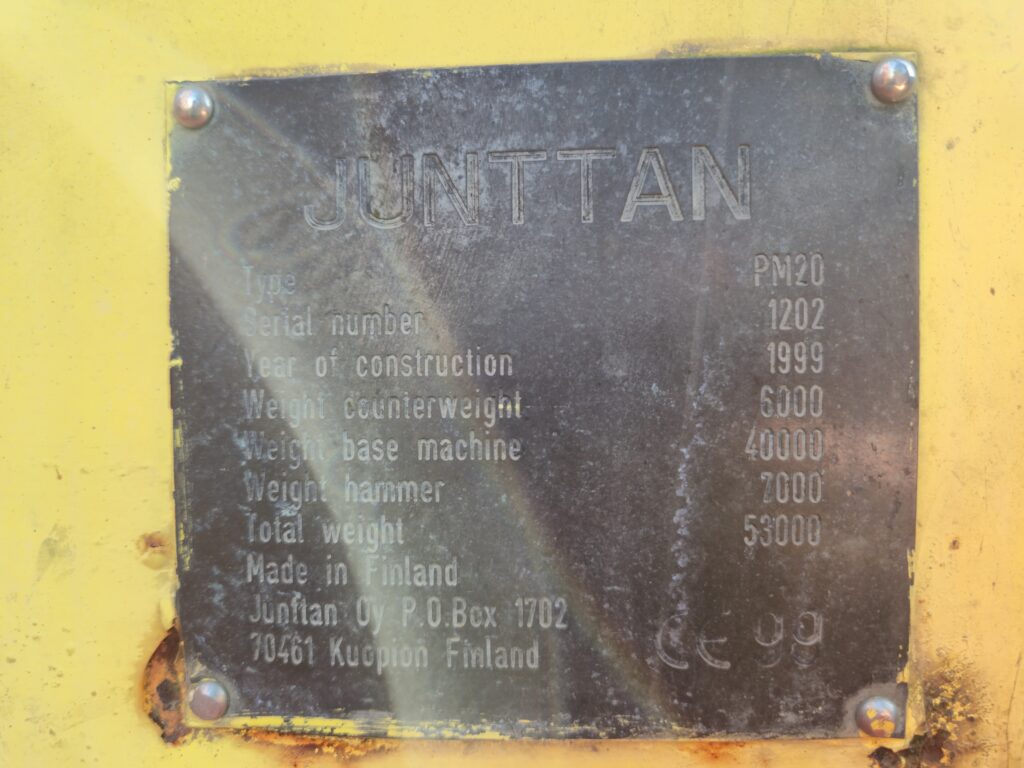 JUNTTAN
Type PM20
Serial number 1202
Year of construction 1999
Weight counterweight 6000
Weight base machine 40000
Weight hammer 7000
Total weight 53000
Made in Finland
Junttan Oy P.O.Box 1702
70461 Kuopion Finland
CE 99